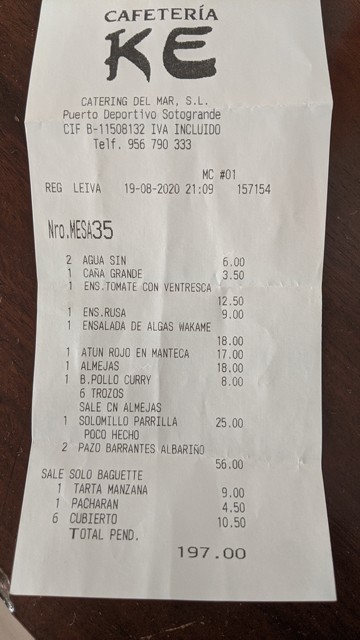 CAFETERÍA
KE
CATERING DEL MAR, S.L.
Puerto Deportivo Sotogrande
CIF B-11508132 IVA INCLUIDO
Telf. 956 790 333
MC #01
REG LEIVA 19-08-2020 21:09 157154
Nro.MESA35
2 AGUA SIN 6.00
1 CAÑA GRANDE 3.50
1 ENS.TOMATE CON VENTRESCA
12.50
1 ENS.RUSA 9.00
1 ENSALADA DE ALGAS WAKAME
18.00
1 ATUN ROJO EN MANTECA 17.00
1 ALMEJAS 18.00
1 B.POLLO CURRY 8.00
6 TROZOS
SALE CN ALMEJAS
1 SOLOMILLO PARRILLA 25.00
POCO HECHO
2 PAZO BARRANTES ALBARIÑO
56.00
SALE SOLO BAGUETTE
1 TARTA MANZANA 9.00
1 PACHARAN 4.50
6 CUBIERTO 10.50
TOTAL PEND.
197.00